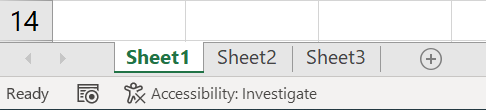 14
Sheet1 Sheet2 Sheet3
Ready Accessibility: Investigate